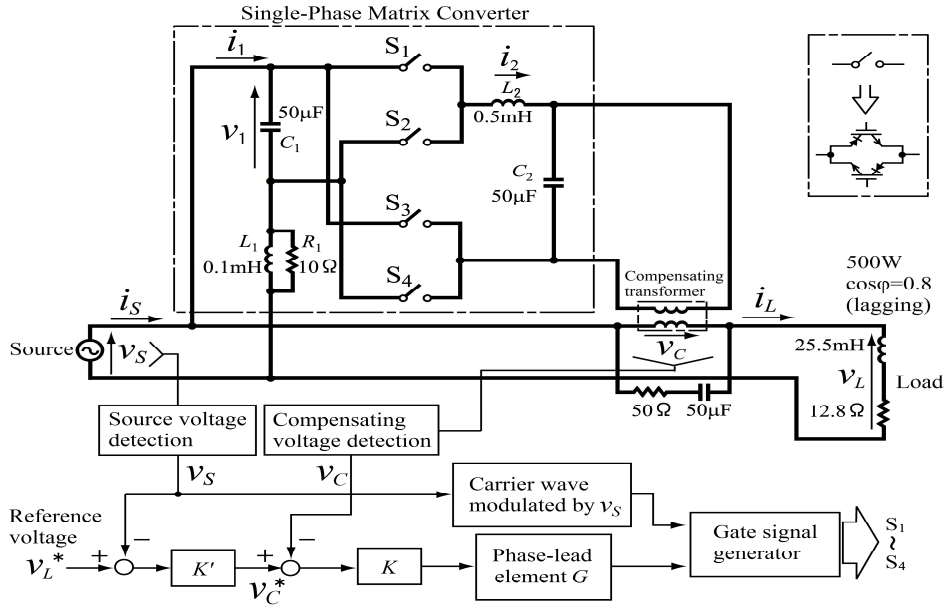 Single-Phase Matrix Converter
i1
S1
i2
L2
0.5mH
50μF
v1
C1
S2
C2
50μF
S3
L1
R1
0.1mH
10Ω
S4
Compensating
transformer
500W
cosφ=0.8
(lagging)
iS
iL
Source
vS
vC
25.5mH
vL
Load
12.8Ω
50Ω
50μF
Source voltage
detection
Compensating
voltage detection
vS
vC
Carrier wave
modulated by vS
Reference
voltage
vL*
+
−
K'
+
−
vC*
K
Phase-lead
element G
Gate signal
generator
S1
~
S4